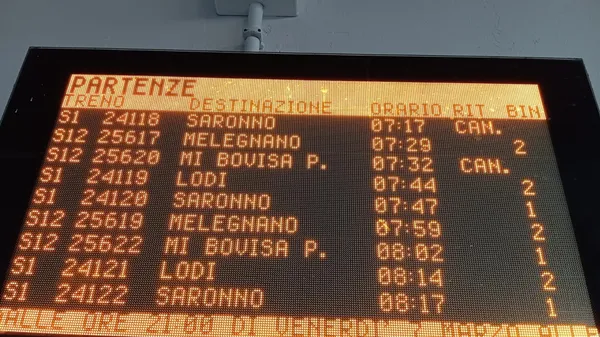 PARTENZE
TRENO DESTINAZIONE ORARIO RIT. BIN
S1 24118 SARONNO 07:17 CAN.
S12 25617 MELEGNANO 07:29 2
S12 25620 MI BOVISA P. 07:32 CAN.
S1 24119 LODI 07:44 2
S1 24120 SARONNO 07:47 1
S12 25619 MELEGNANO 07:59 2
S12 25622 MI BOVISA P. 08:02 1
S1 24121 LODI 08:14 2
S1 24122 SARONNO 08:17 1
ALLE ORE 21:00 DI VENERDI' 7 MARZO